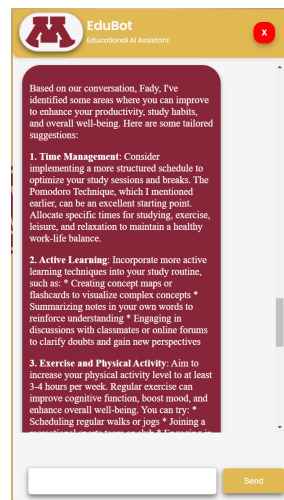 EduBot
Educational AI Assistant
X
Based on our conversation, Fady, I've
identified some areas where you can improve
to enhance your productivity, study habits,
and overall well-being. Here are some tailored
suggestions:
1. Time Management: Consider
implementing a more structured schedule to
optimize your study sessions and breaks. The
Pomodoro Technique, which I mentioned
earlier, can be an excellent starting point.
Allocate specific times for studying, exercise,
leisure, and relaxation to maintain a healthy
work-life balance.
2. Active Learning: Incorporate more active
learning techniques into your study routine,
such as: * Creating concept maps or
flashcards to visualize complex concepts *
Summarizing notes in your own words to
reinforce understanding * Engaging in
discussions with classmates or online forums
to clarify doubts and gain new perspectives
3. Exercise and Physical Activity: Aim to
increase your physical activity level to at least
3-4 hours per week. Regular exercise can
improve cognitive function, boost mood, and
enhance overall well-being. You can try: *
Scheduling regular walks or jogs * Joining a
recreational sports team or club * Engaging in
Send